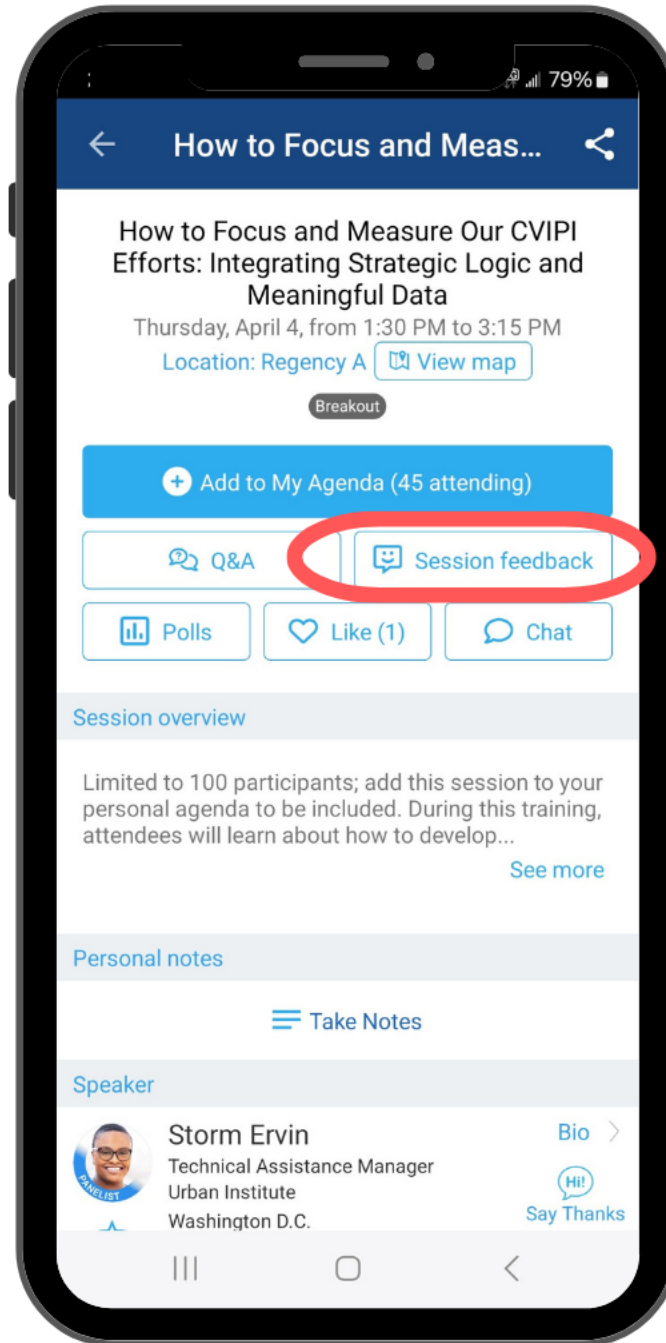 79%
How to Focus and Meas...
How to Focus and Measure Our CVIPI
Efforts: Integrating Strategic Logic and
Meaningful Data
Thursday, April 4, from 1:30 PM to 3:15 PM
Location: Regency A View map
Breakout
Add to My Agenda (45 attending)
Q&A Session feedback
Polls Like (1) Chat
Session overview
Limited to 100 participants; add this session to your
personal agenda to be included. During this training,
attendees will learn about how to develop...
See more
Personal notes
Take Notes
Speaker
Storm Ervin Bio
Technical Assistance Manager
Urban Institute Hi!
Washington D.C. Say Thanks
PANELIST